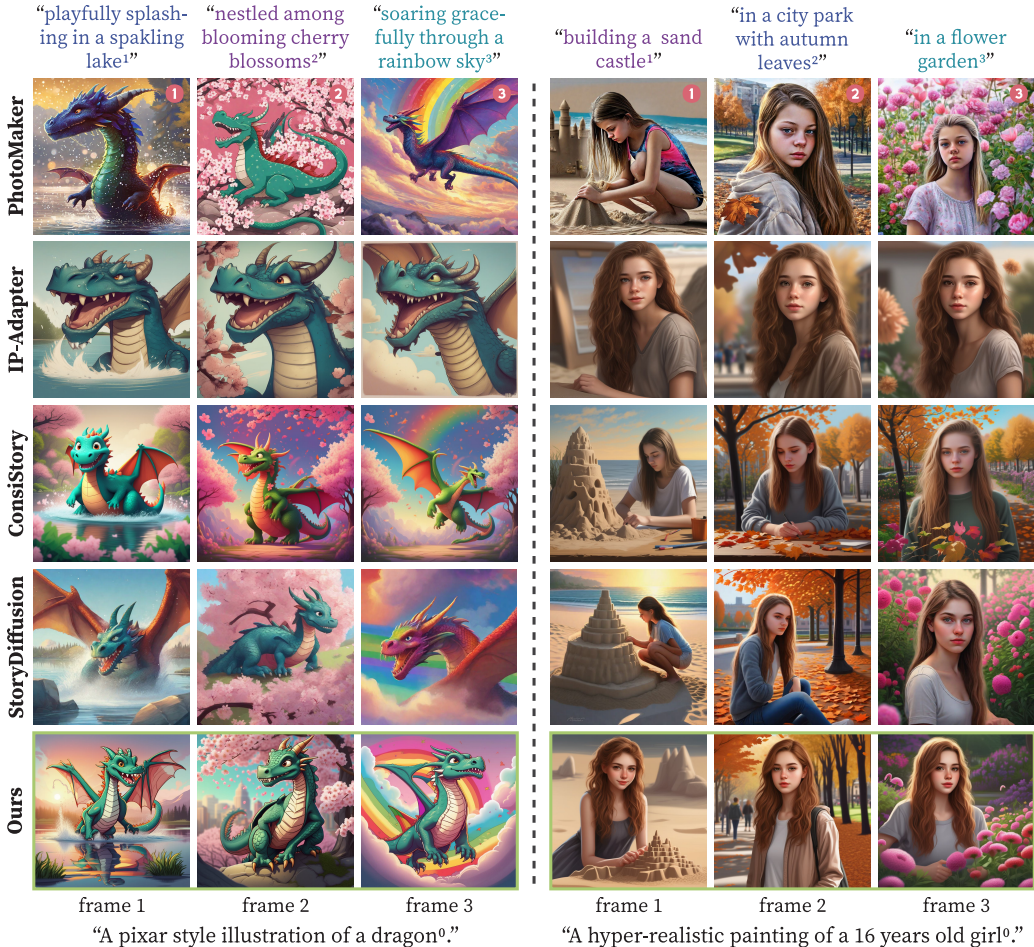 “playfully splash-
ing in a spakling
lake¹”
“nestled among
blooming cherry
blossoms²”
“soaring grace-
fully through a
rainbow sky³”
“building a sand
castle¹”
“in a city park
with autumn
leaves²”
“in a flower
garden³”
PhotoMaker
1
2
3
1
2
3
IP-Adapter
ConsiStory
StoryDiffusion
Ours
frame 1
frame 2
frame 3
frame 1
frame 2
frame 3
“A pixar style illustration of a dragon⁰.”
“A hyper-realistic painting of a 16 years old girl⁰.”